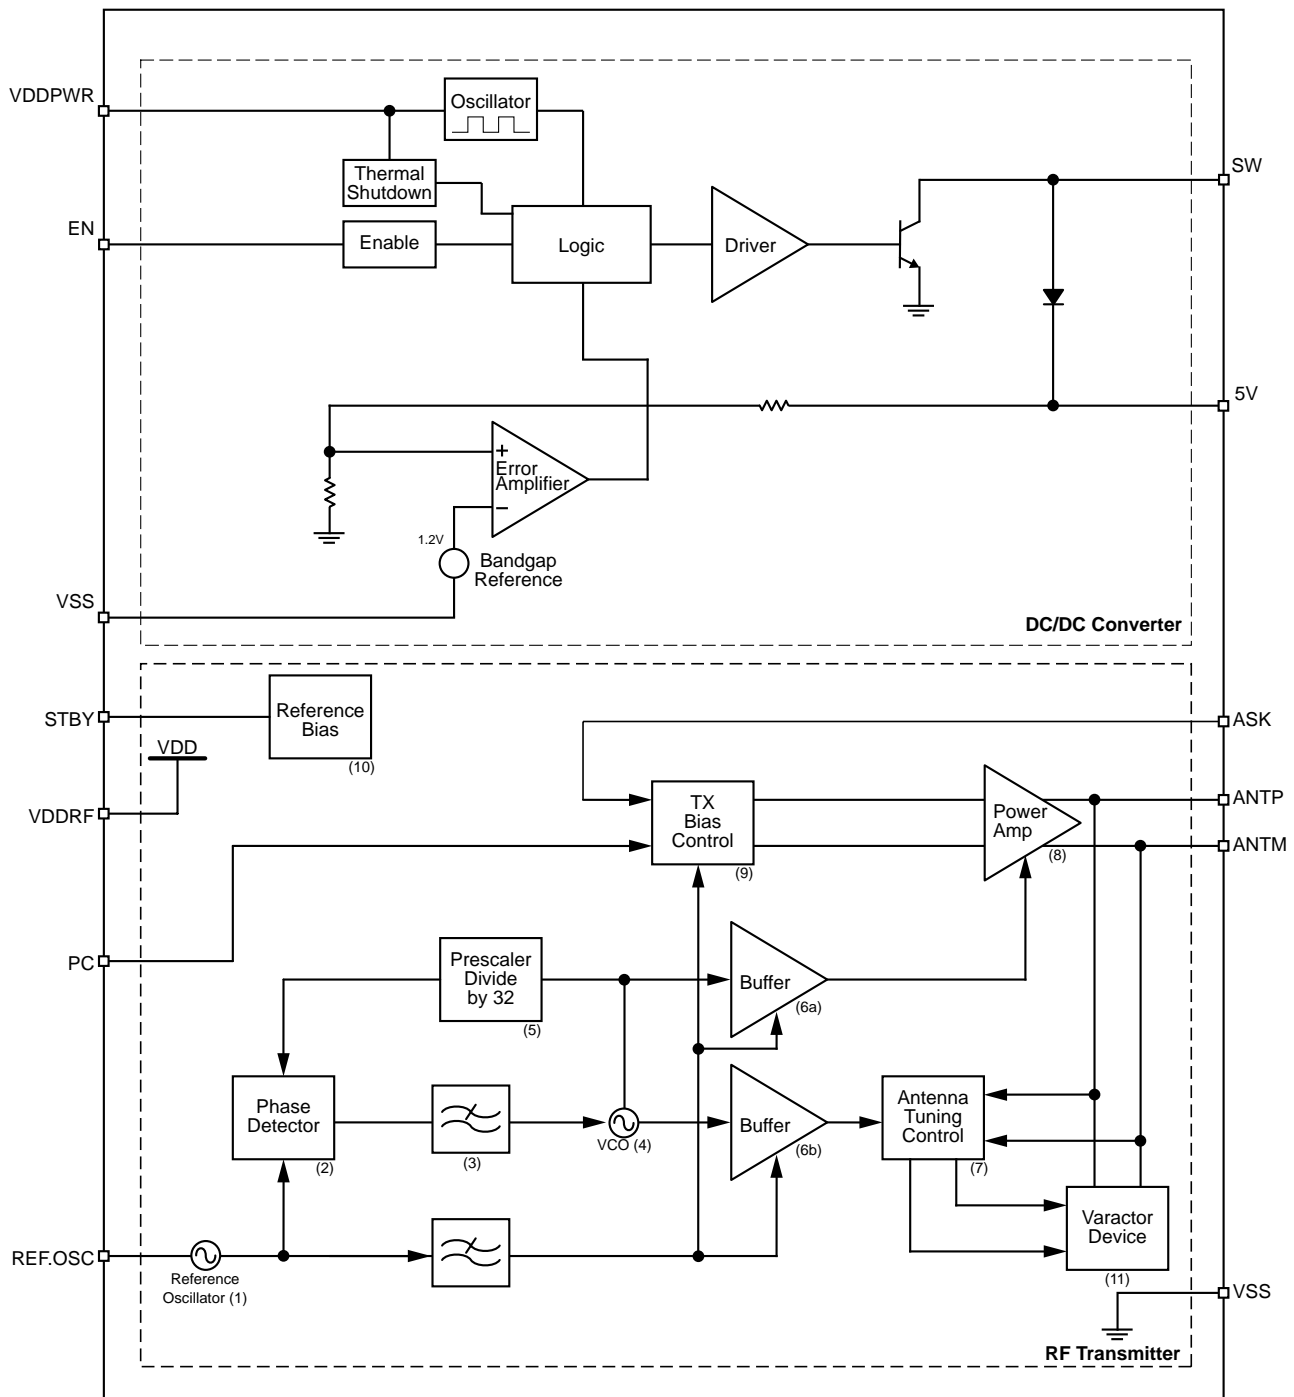 VDDPWR
Oscillator
Thermal
Shutdown
SW
EN
Enable
Logic
Driver
5V
+
Error
Amplifier
−
1.2V
Bandgap
Reference
VSS
DC/DC Converter
STBY
Reference
Bias
(10)
ASK
VDD
VDDRF
TX
Bias
Control
(9)
Power
Amp
(8)
ANTP
ANTM
PC
Prescaler
Divide
by 32
(5)
Buffer
(6a)
Phase
Detector
(2)
(3)
VCO (4)
Buffer
(6b)
Antenna
Tuning
Control
(7)
Varactor
Device
(11)
REF.OSC
Reference
Oscillator (1)
VSS
RF Transmitter